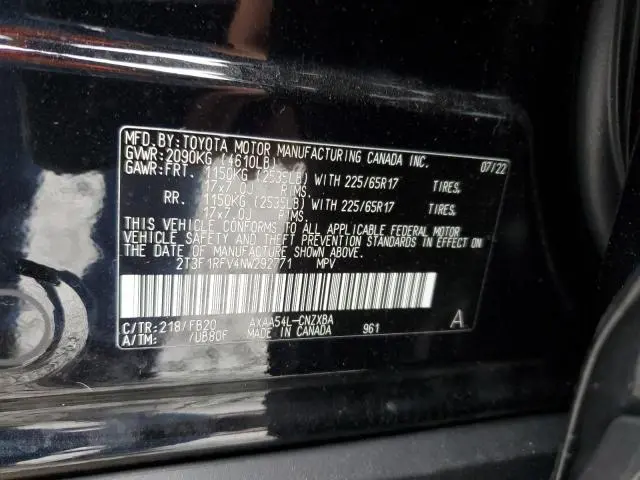 MFD.BY:TOYOTA MOTOR MANUFACTURING CANADA INC. 07/22
GVWR:2090KG (4610LB)
GAWR:FRT. 1150KG (2535LB) WITH 225/65R17 TIRES,
17x7.0J RIMS,
RR. 1150KG (2535LB) WITH 225/65R17 TIRES,
17x7.0J RIMS.
THIS VEHICLE CONFORMS TO ALL APPLICABLE FEDERAL MOTOR
VEHICLE SAFETY AND THEFT PREVENTION STANDARDS IN EFFECT ON
THE DATE OF MANUFACTURE SHOWN ABOVE.
2T3F1RFV4NW292771 MPV
C/TR:218/FB20 AXAA54L-CNZXBA
A/TM: /UB80F MADE IN CANADA 961 A